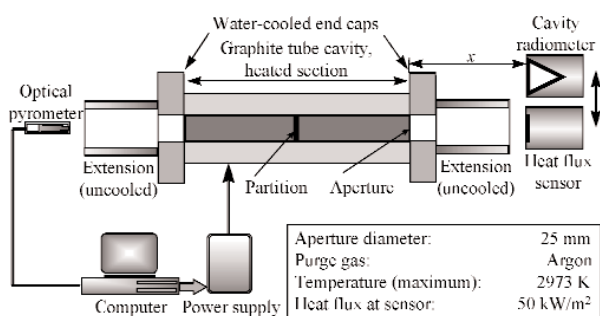 Water-cooled end caps
Graphite tube cavity,
heated section
Cavity
radiometer
x
Optical
pyrometer
Extension
(uncooled)
Partition
Aperture
Extension
(uncooled)
Heat flux
sensor
Computer
Power supply
Aperture diameter: 25 mm
Purge gas: Argon
Temperature (maximum): 2973 K
Heat flux at sensor: 50 kW/m²